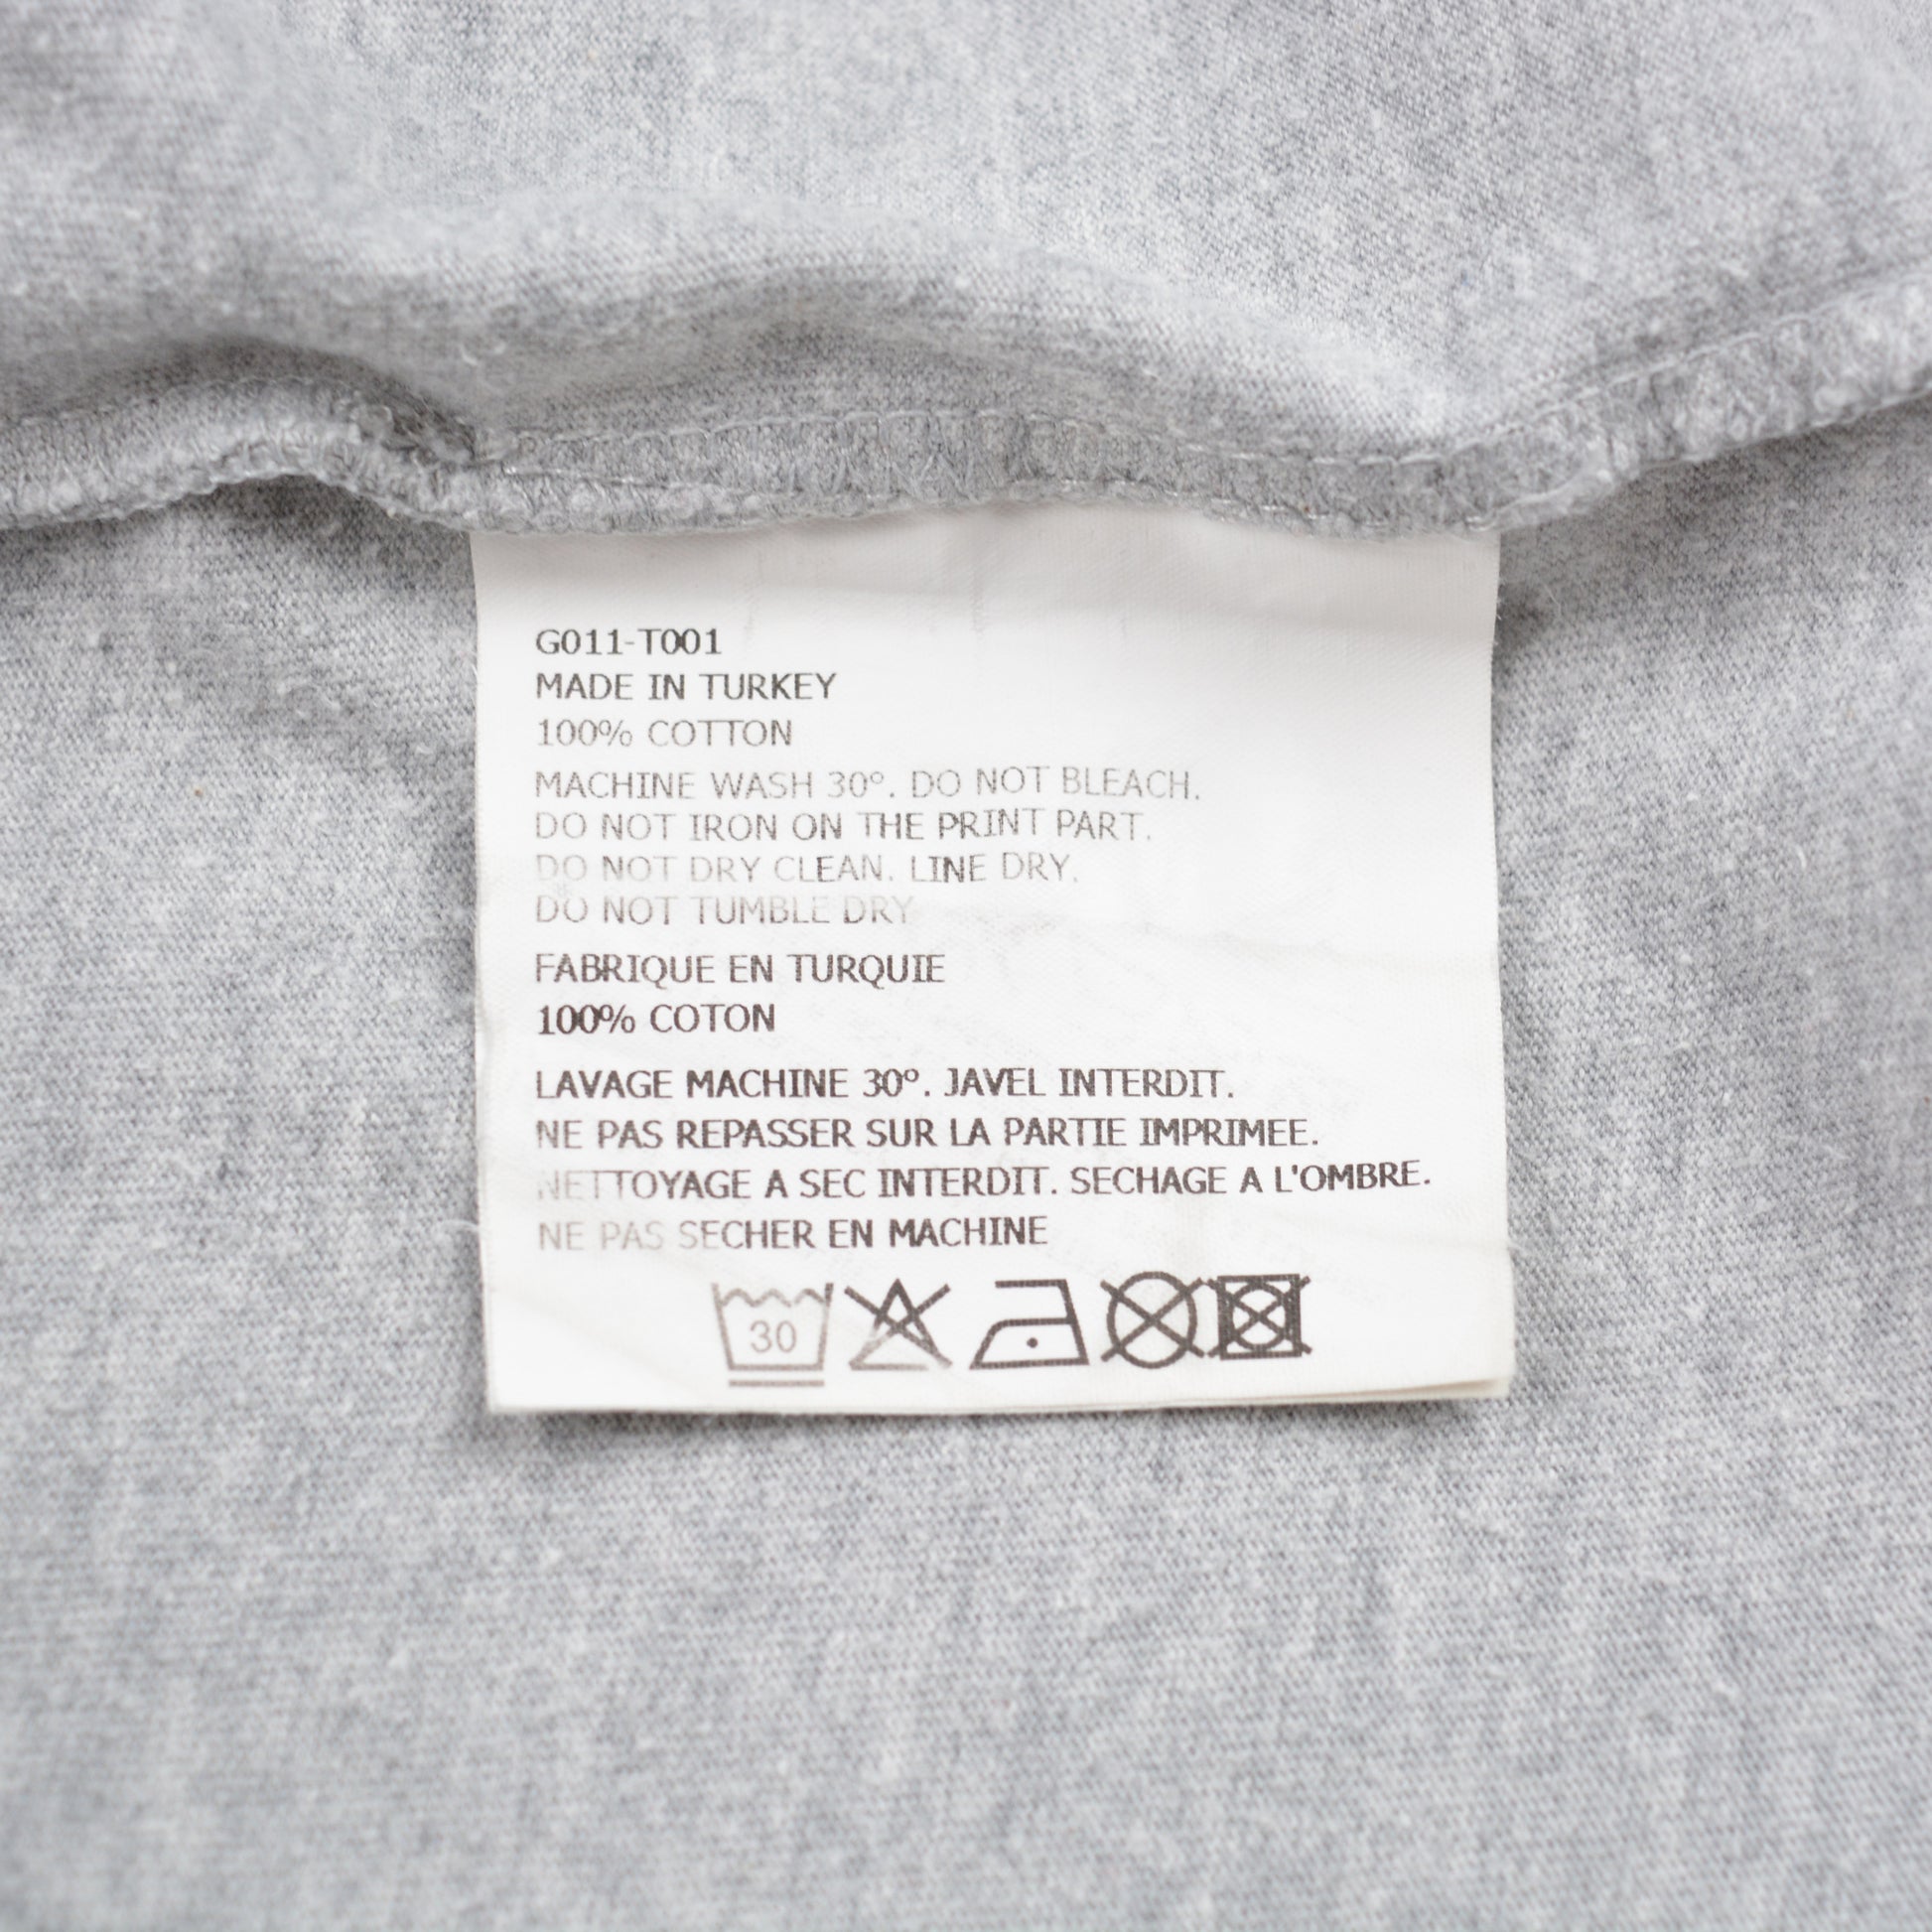 G011-T001
MADE IN TURKEY
100% COTTON
MACHINE WASH 30°. DO NOT BLEACH.
DO NOT IRON ON THE PRINT PART.
DO NOT DRY CLEAN. LINE DRY.
DO NOT TUMBLE DRY
FABRIQUE EN TURQUIE
100% COTON
LAVAGE MACHINE 30°. JAVEL INTERDIT.
NE PAS REPASSER SUR LA PARTIE IMPRIMEE.
NETTOYAGE A SEC INTERDIT. SECHAGE A L'OMBRE.
NE PAS SECHER EN MACHINE
30